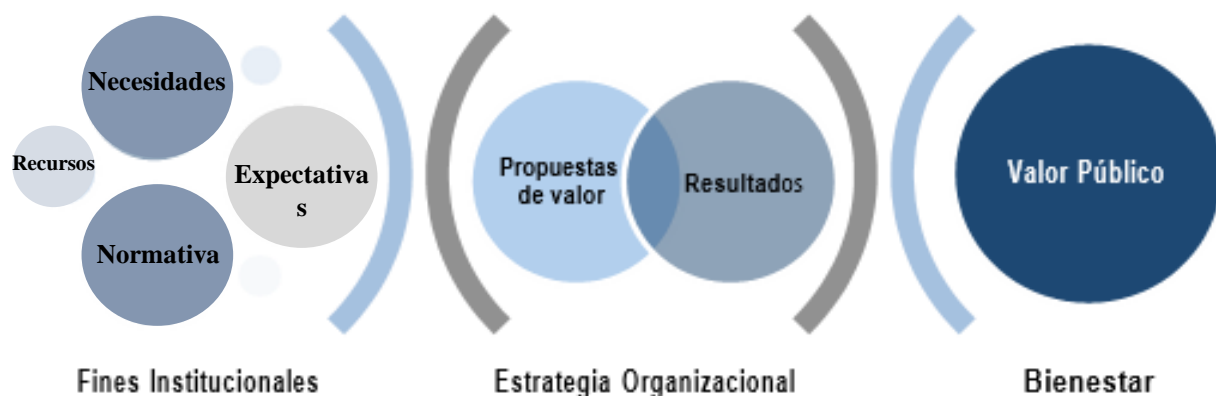 Necesidades
Recursos
Expectativa
s
Normativa
Propuestas
de valor
Resultados
Valor Público
Fines Institucionales
Estrategia Organizacional
Bienestar